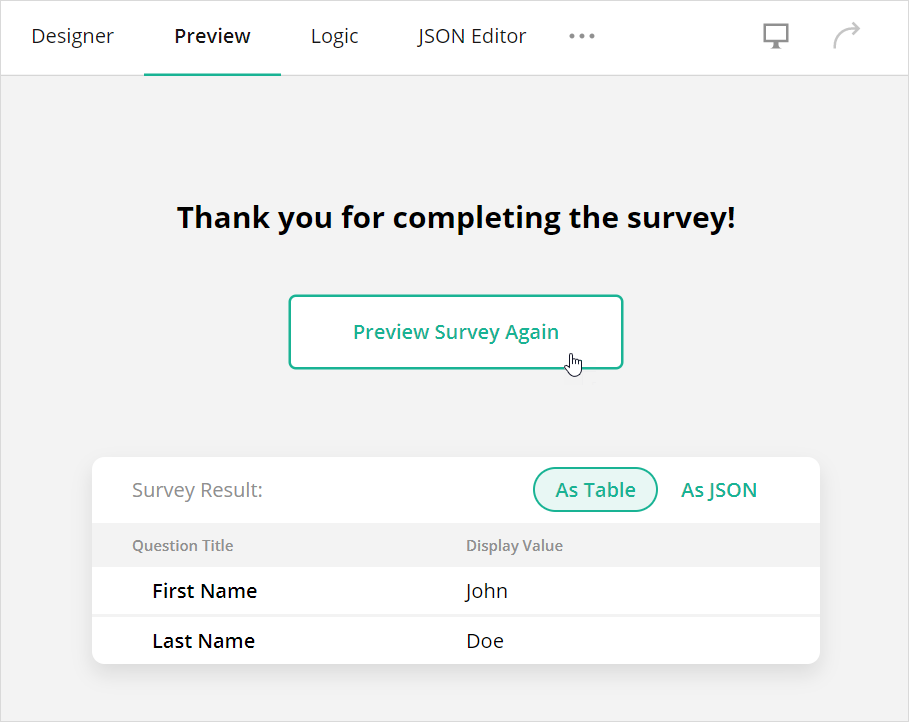 Designer Preview Logic JSON Editor
Thank you for completing the survey!
Preview Survey Again
Survey Result: As Table As JSON
Question Title Display Value
First Name John
Last Name Doe